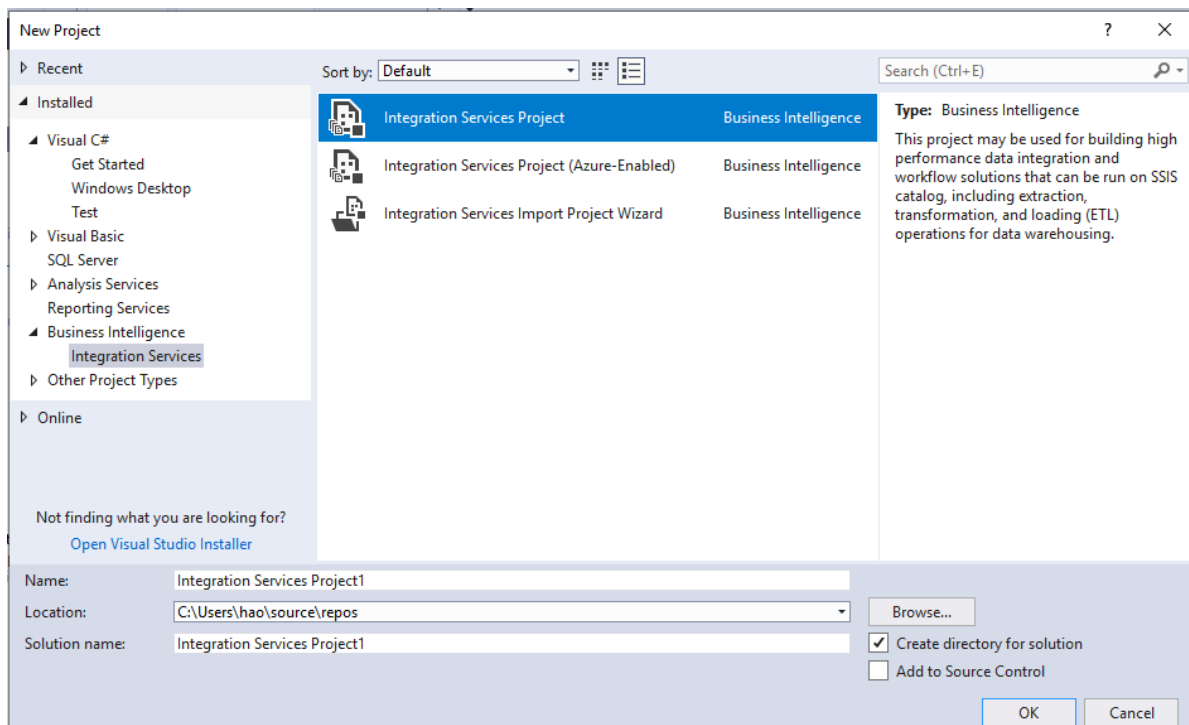 New Project
?
Recent
Installed
Visual C#
Get Started
Windows Desktop
Test
Visual Basic
SQL Server
Analysis Services
Reporting Services
Business Intelligence
Integration Services
Other Project Types
Online
Not finding what you are looking for?
Open Visual Studio Installer
Sort by: Default
Integration Services Project Business Intelligence
Integration Services Project (Azure-Enabled) Business Intelligence
Integration Services Import Project Wizard Business Intelligence
Search (Ctrl+E)
Type: Business Intelligence
This project may be used for building high
performance data integration and
workflow solutions that can be run on SSIS
catalog, including extraction,
transformation, and loading (ETL)
operations for data warehousing.
Name: Integration Services Project1
Location: C:\Users\hao\source\repos
Browse...
Solution name: Integration Services Project1
Create directory for solution
Add to Source Control
OK Cancel